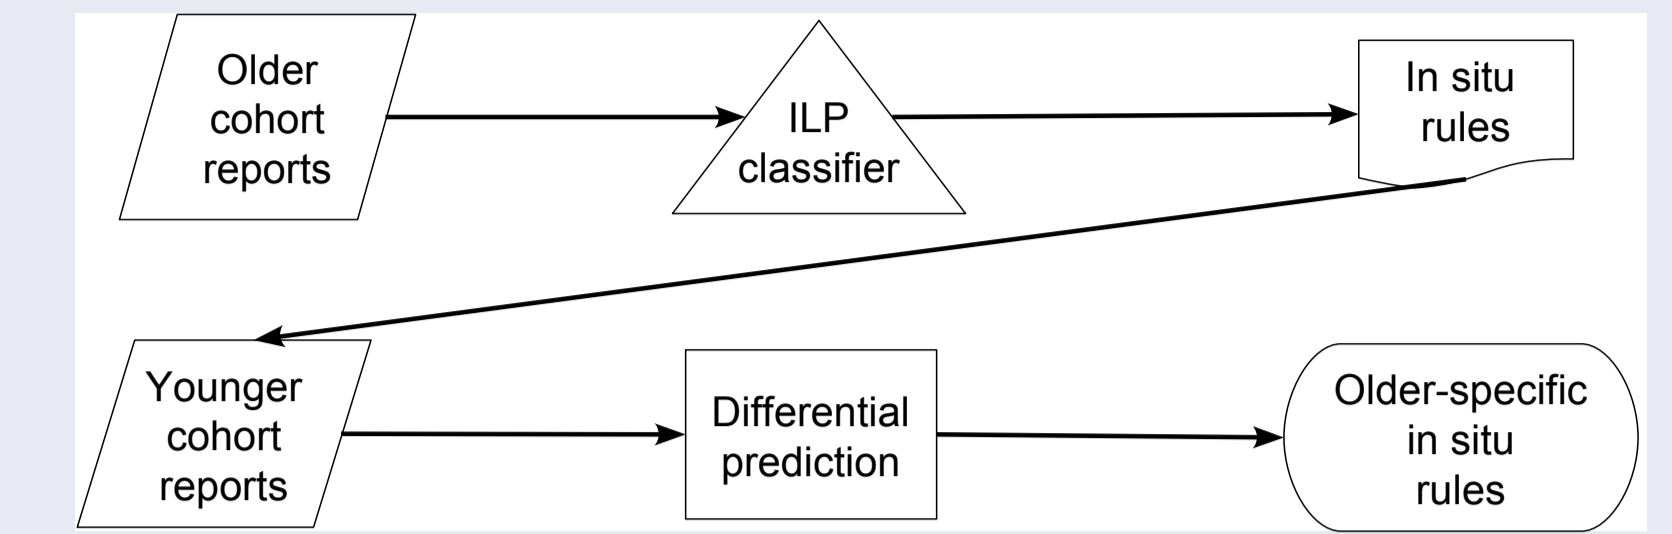 Older
cohort
reports
ILP
classifier
In situ
rules
Younger
cohort
reports
Differential
prediction
Older-specific
in situ
rules